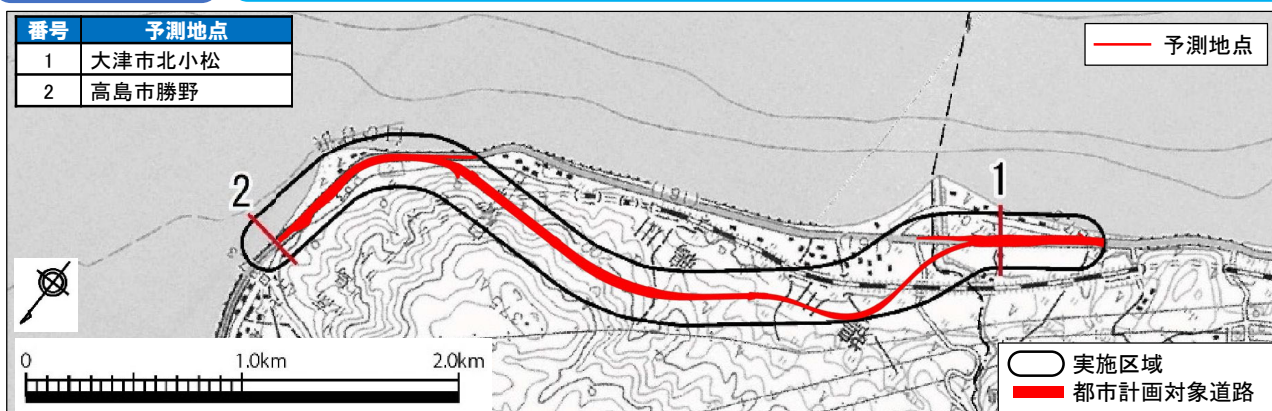 番号 予測地点
1 大津市北小松
2 高島市勝野
予測地点
2
1
0 1.0km 2.0km
実施区域
都市計画対象道路